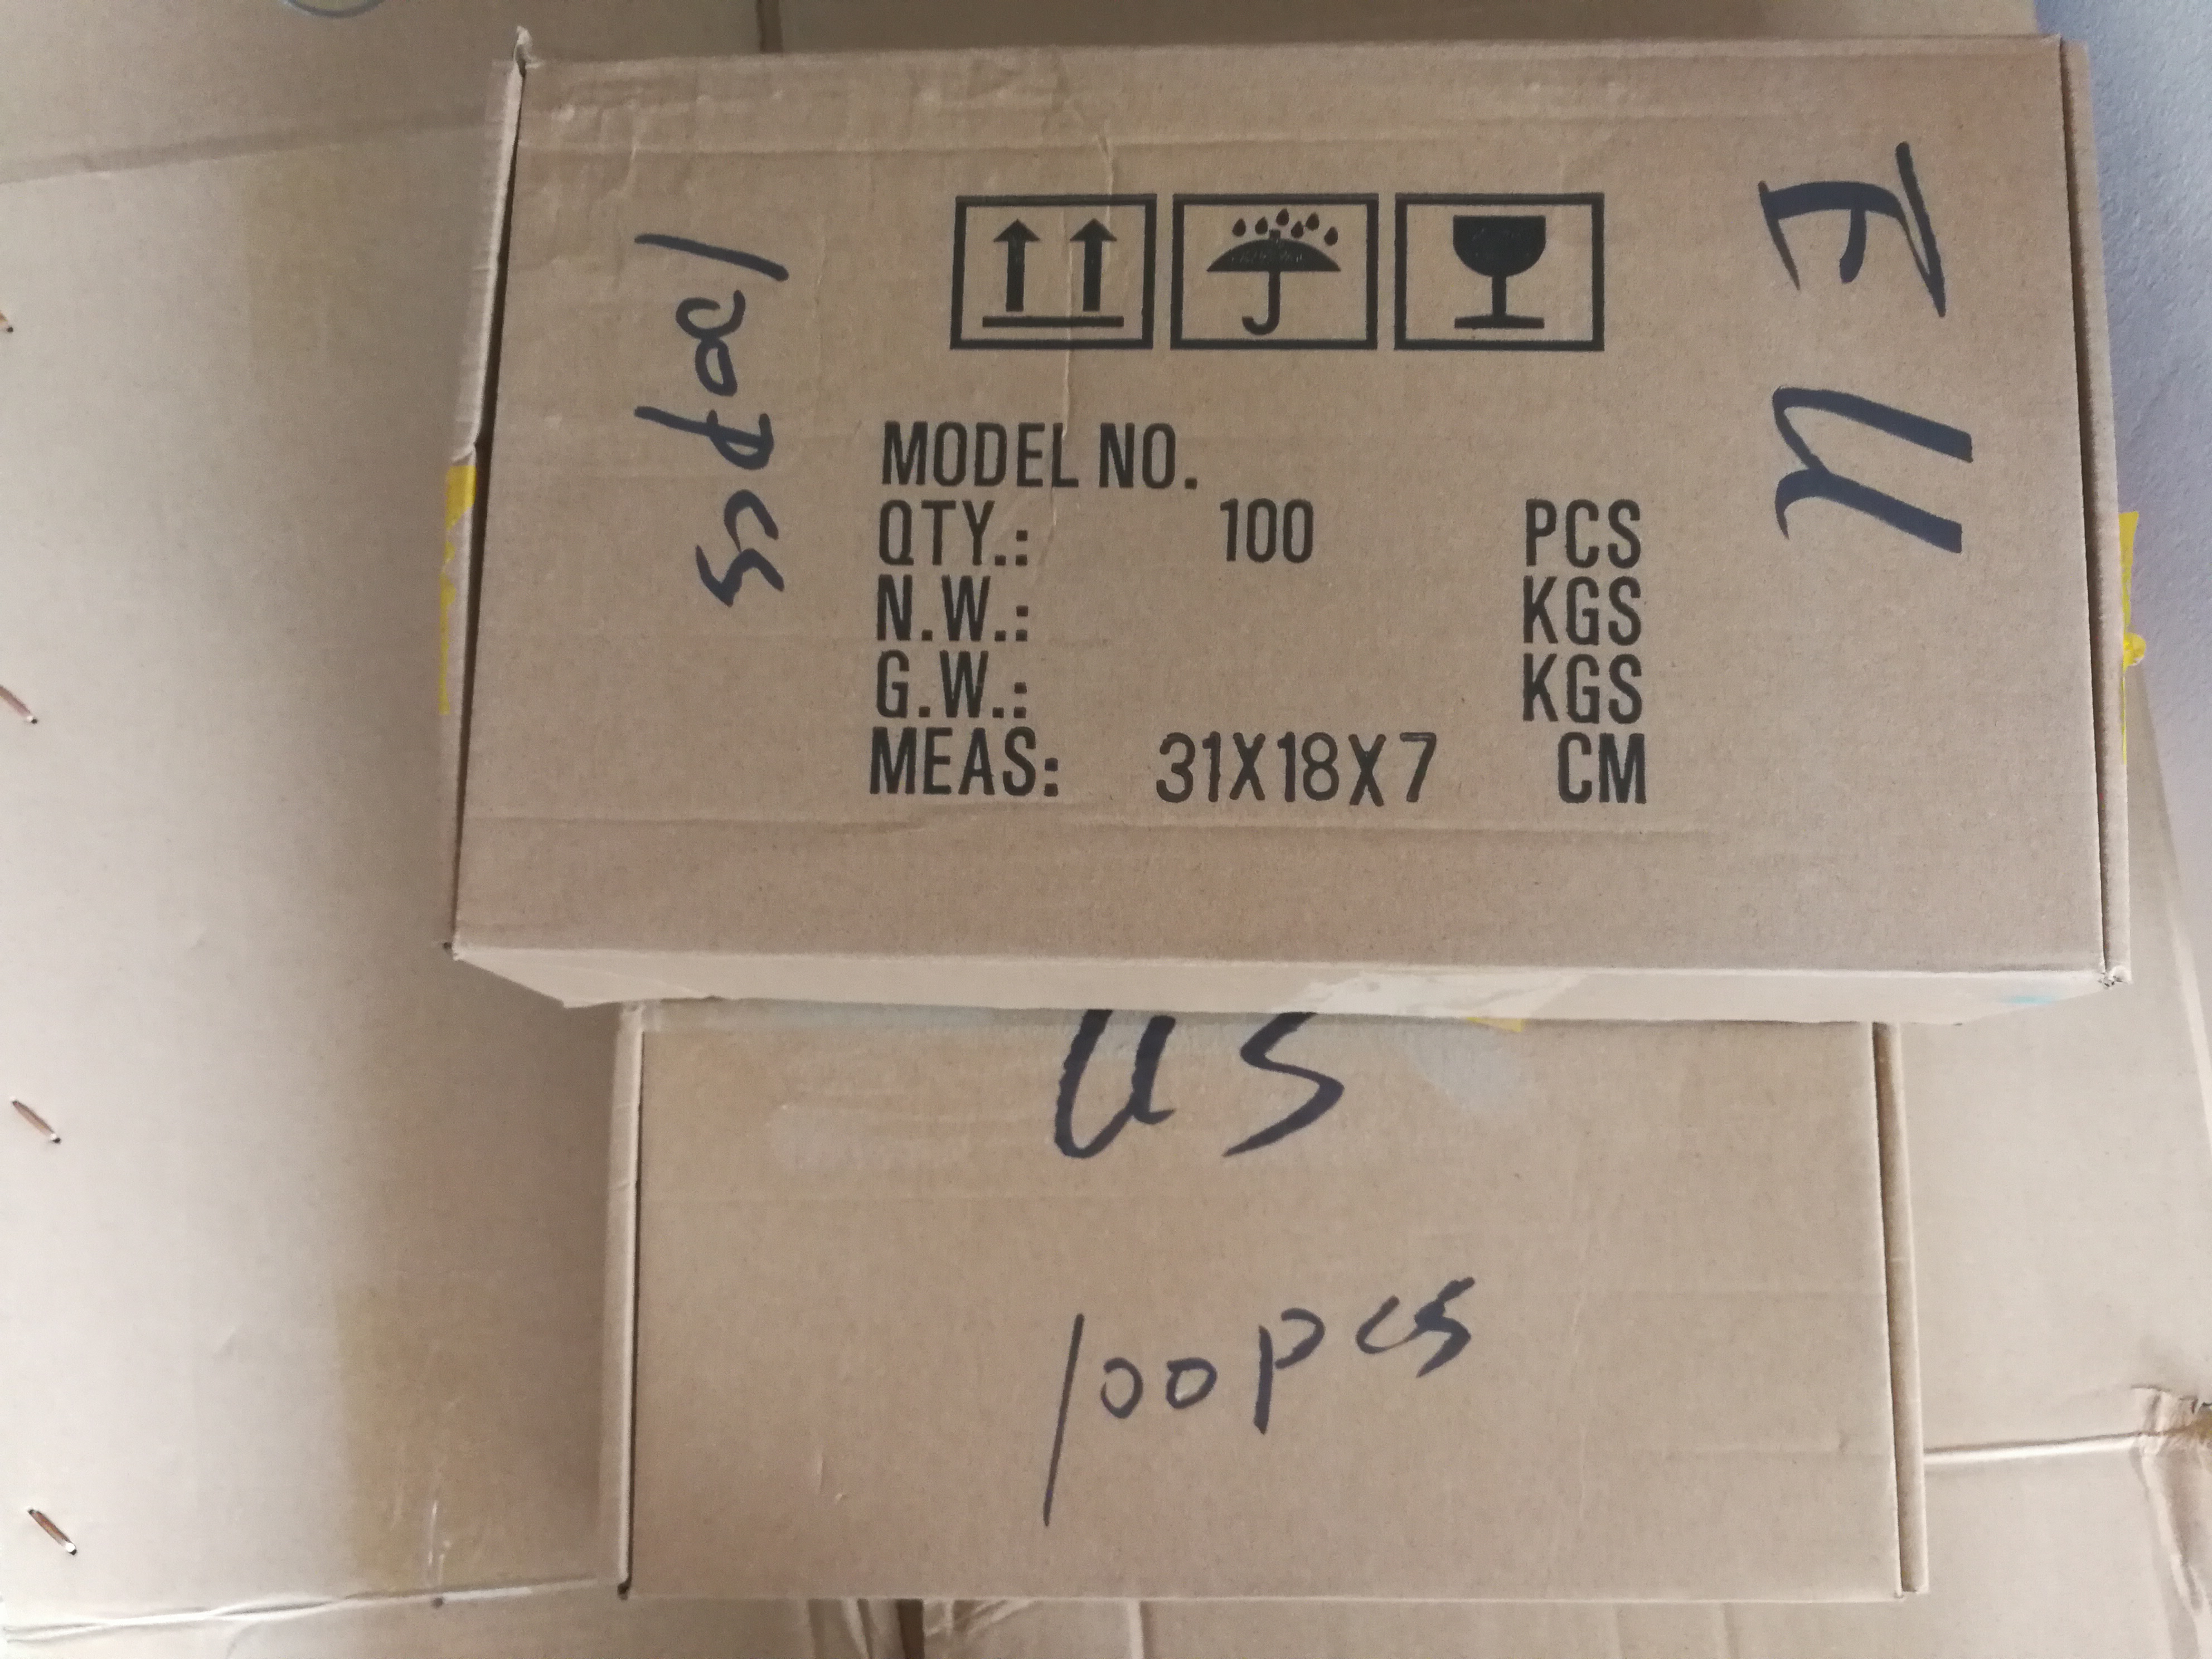 100pcs
EU
MODEL NO.
QTY.: 100 PCS
N.W.: KGS
G.W.: KGS
MEAS: 31X18X7 CM
US
100pcs